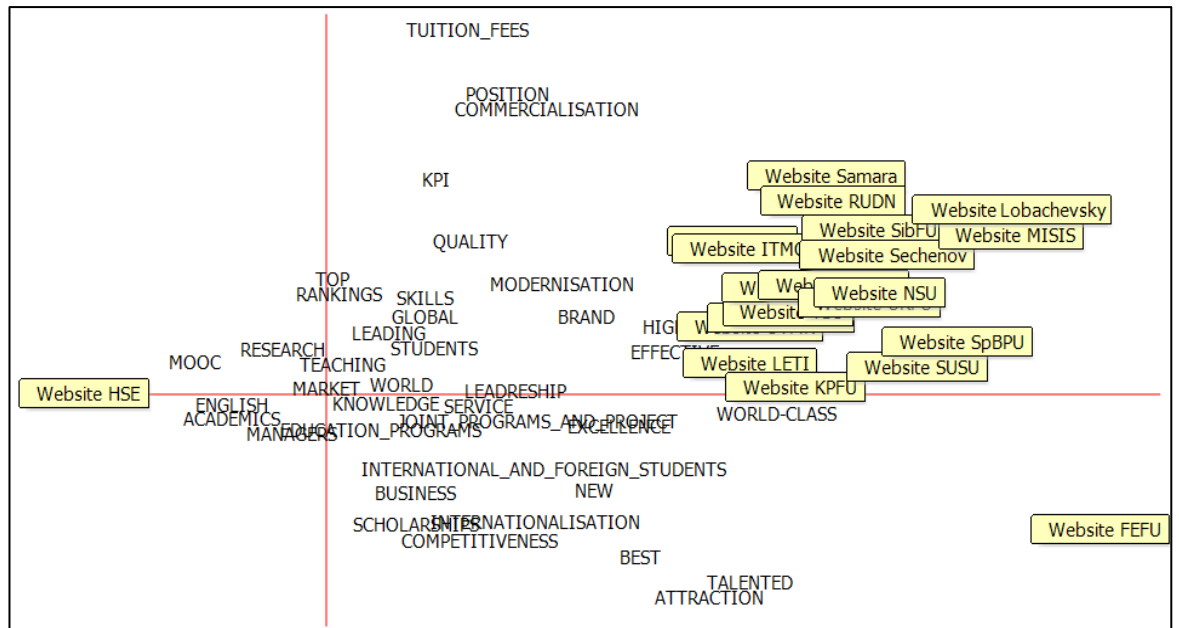 TUITION_FEES
POSITION
COMMERCIALISATION
KPI
Website Samara
Website RUDN
Website Lobachevsky
Website SibFU
Website MISIS
QUALITY
Website ITMO
Website Sechenov
TOP
MODERNISATION
RANKINGS
SKILLS
Website NSU
GLOBAL
BRAND
LEADING
Website SpBPU
RESEARCH
STUDENTS
EFFECTIVE
MOOC
TEACHING
Website LETI
Website SUSU
Website HSE
MARKET
WORLD
LEADRESHIP
Website KPFU
ENGLISH
KNOWLEDGE
SERVICE
WORLD-CLASS
ACADEMICS
JOINT_PROGRAMS_AND_PROJECT
EXCELLENCE
MANAGERS
EDUCATION_PROGRAMS
INTERNATIONAL_AND_FOREIGN_STUDENTS
BUSINESS
NEW
SCHOLARSHIPS
INTERNATIONALISATION
Website FEFU
COMPETITIVENESS
BEST
TALENTED
ATTRACTION